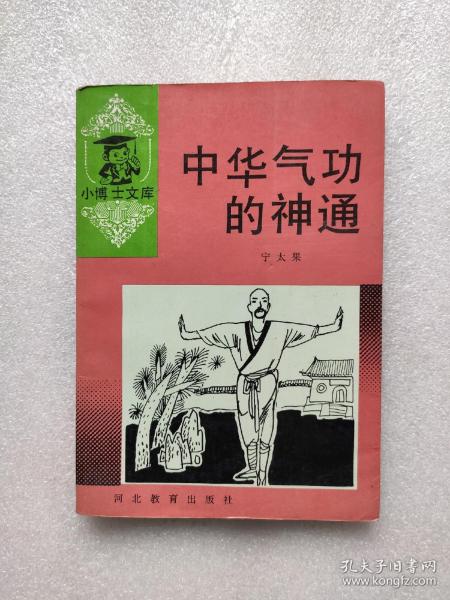 小博士文库
中华气功
的神通
宁太果
河北教育出版社
孔夫子旧书网
www.kongfz.com